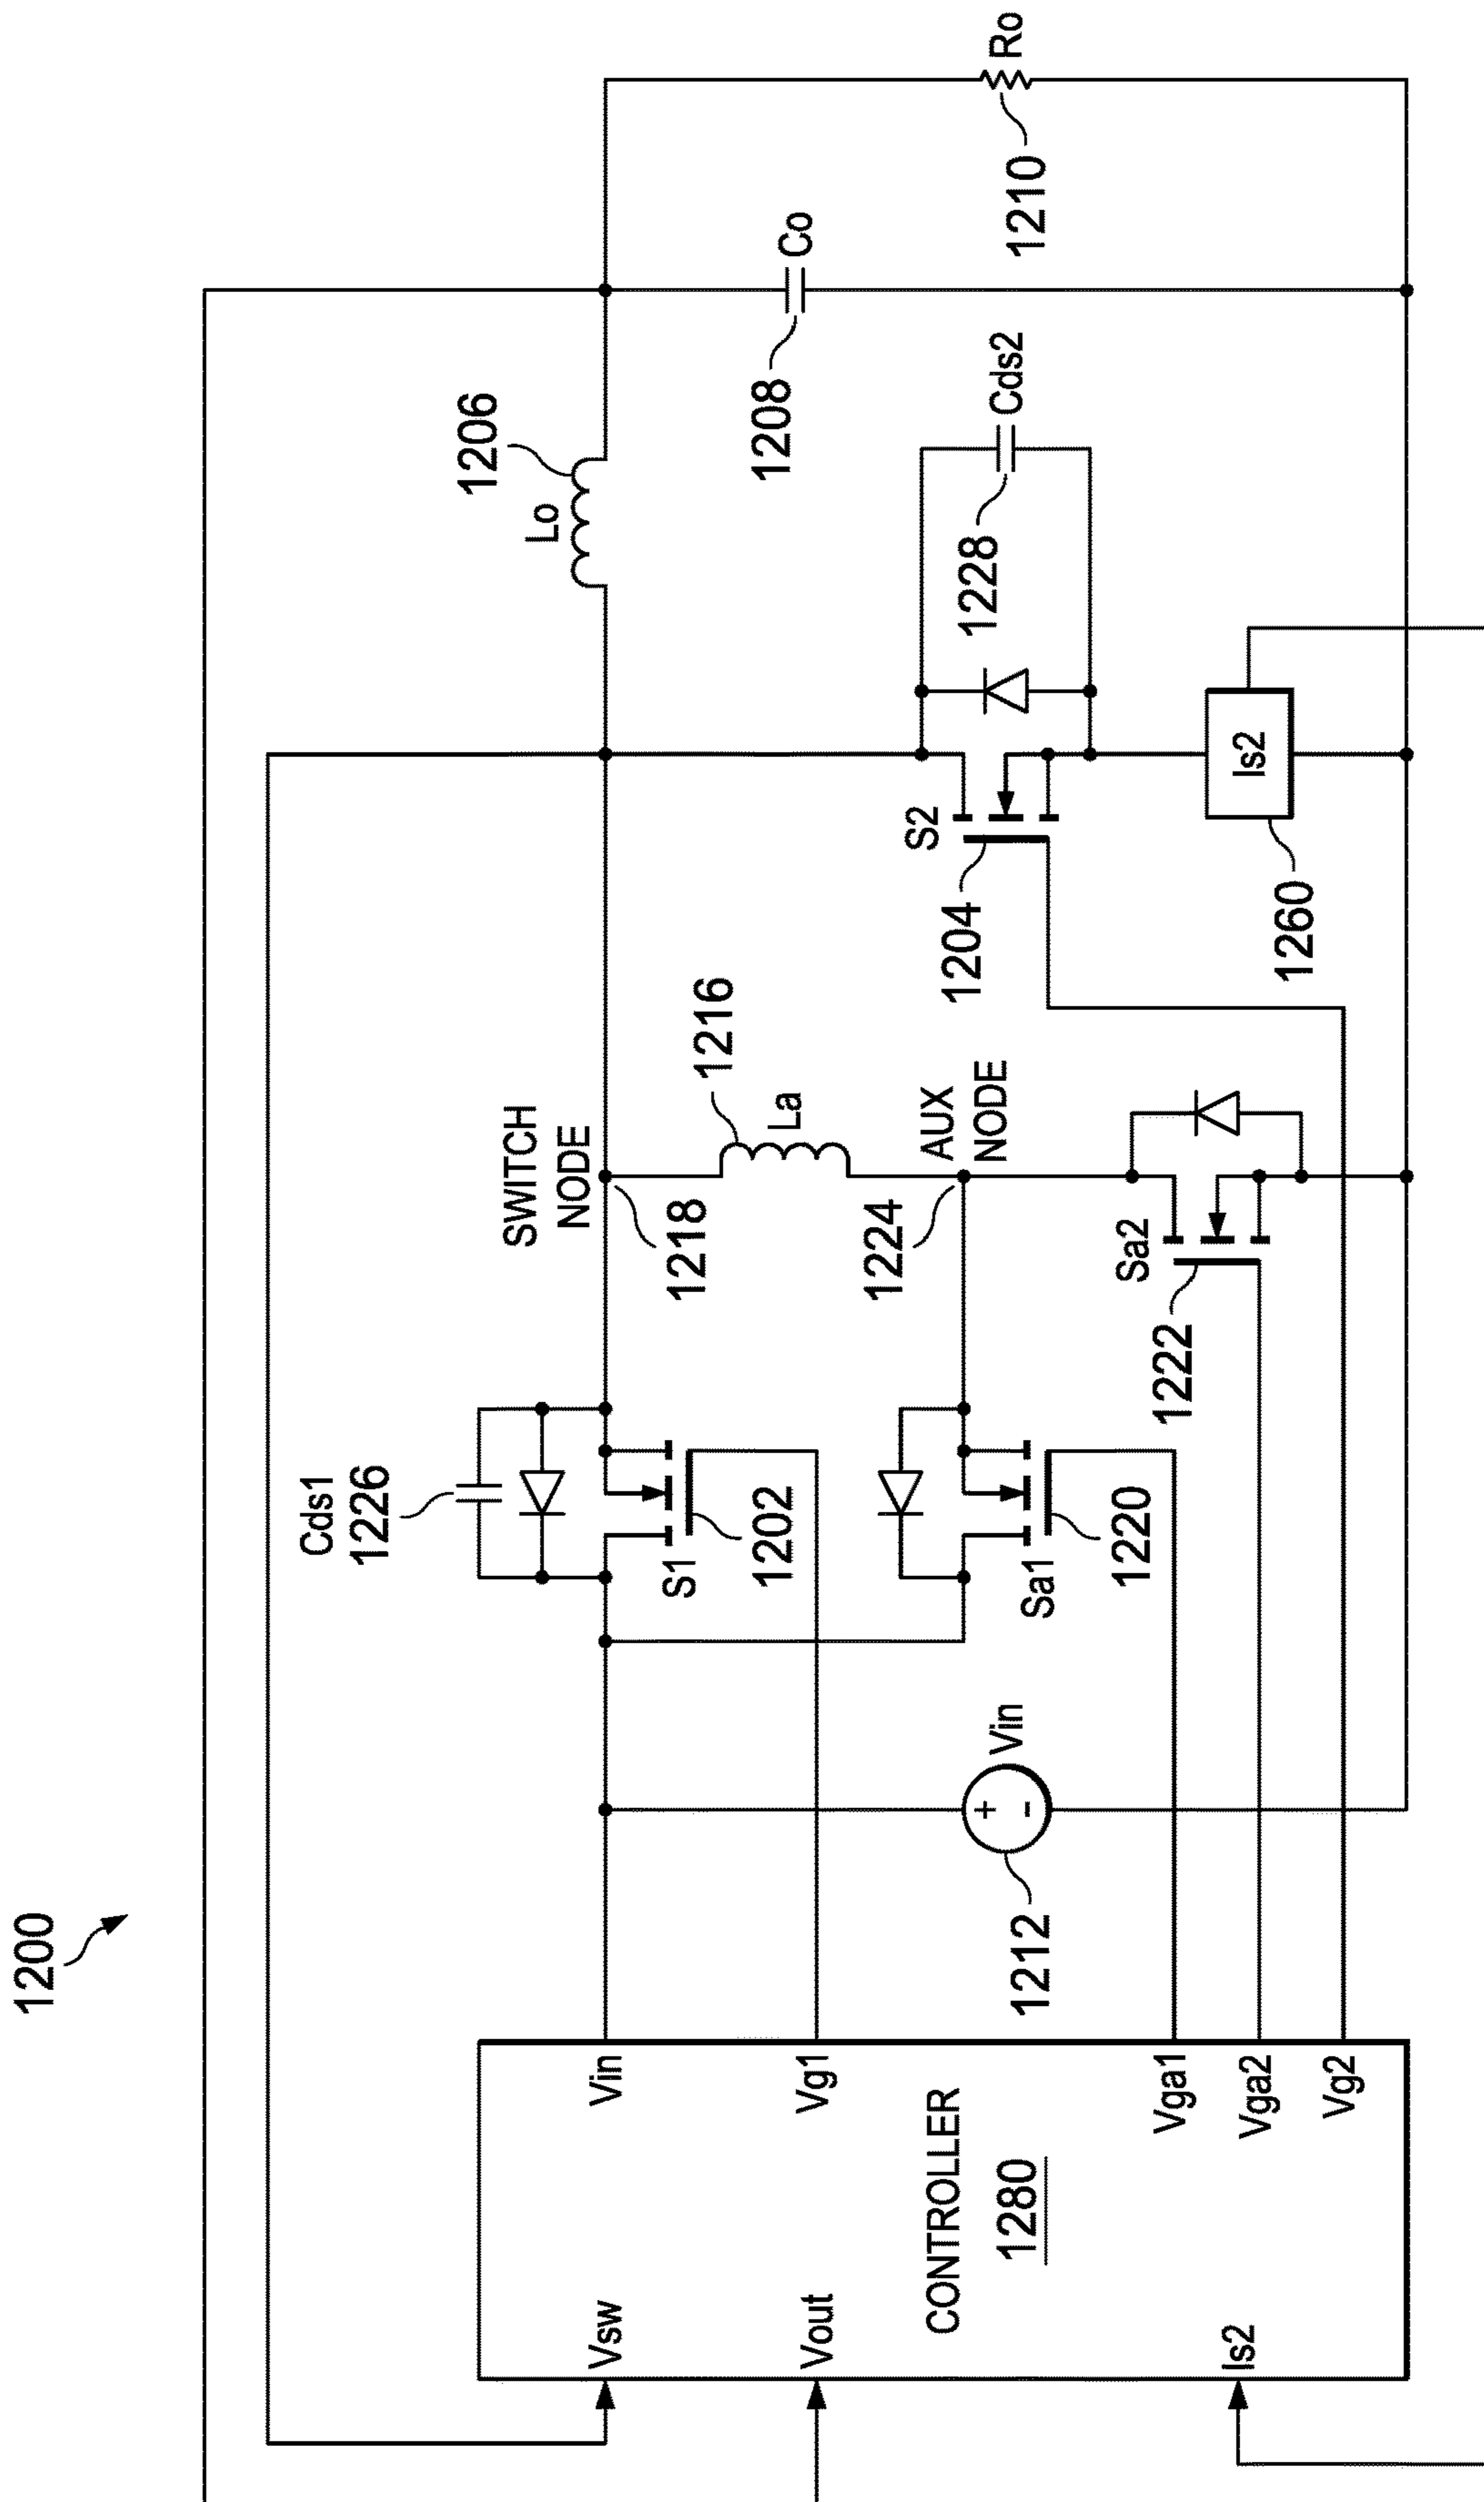 1200
Cds1
1226
S1
1202
SWITCH
NODE
1218
1216
La
Lo
1206
AUX
NODE
1224
Sa1
1220
Sa2
1222
S2
1204
Cds2
1228
Co
1208
Ro
1210
Is2
1260
Vin
1212
Vsw
Vout
Is2
CONTROLLER
1280
Vin
Vg1
Vga1
Vga2
Vg2
+
-